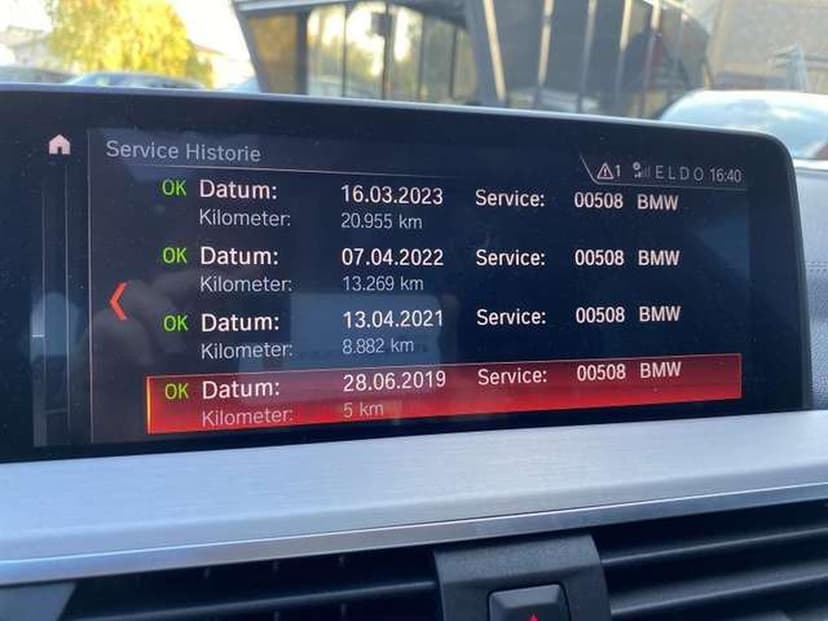 Service Historie
1 ELDO 16:40
OK Datum: 16.03.2023 Service: 00508 BMW
Kilometer: 20.955 km
OK Datum: 07.04.2022 Service: 00508 BMW
Kilometer: 13.269 km
OK Datum: 13.04.2021 Service: 00508 BMW
Kilometer: 8.882 km
OK Datum: 28.06.2019 Service: 00508 BMW
Kilometer: 5 km